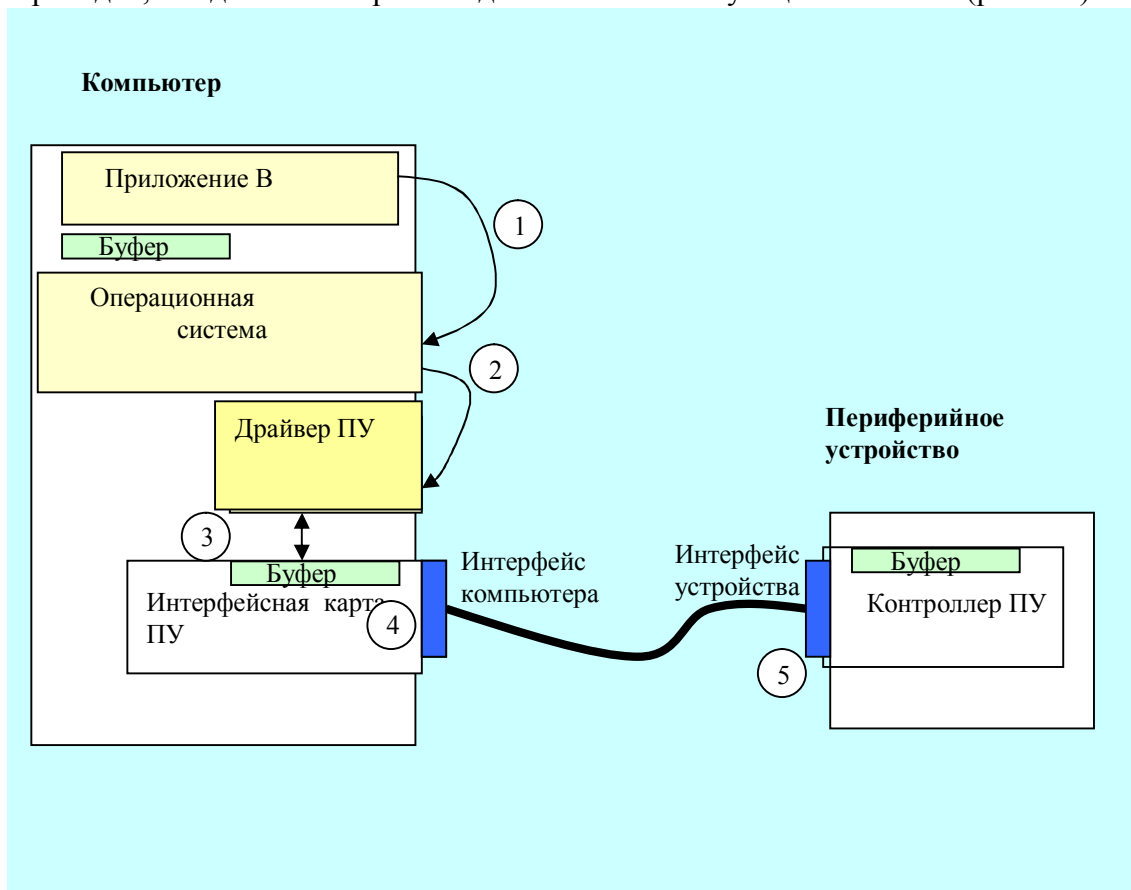 Компьютер
Приложение В
1
Буфер
Операционная
система
2
Драйвер ПУ
Периферийное
устройство
3
Буфер
Интерфейс
компьютера
Интерфейс
устройства
Буфер
Интерфейсная карта
ПУ
4
Контроллер ПУ
5